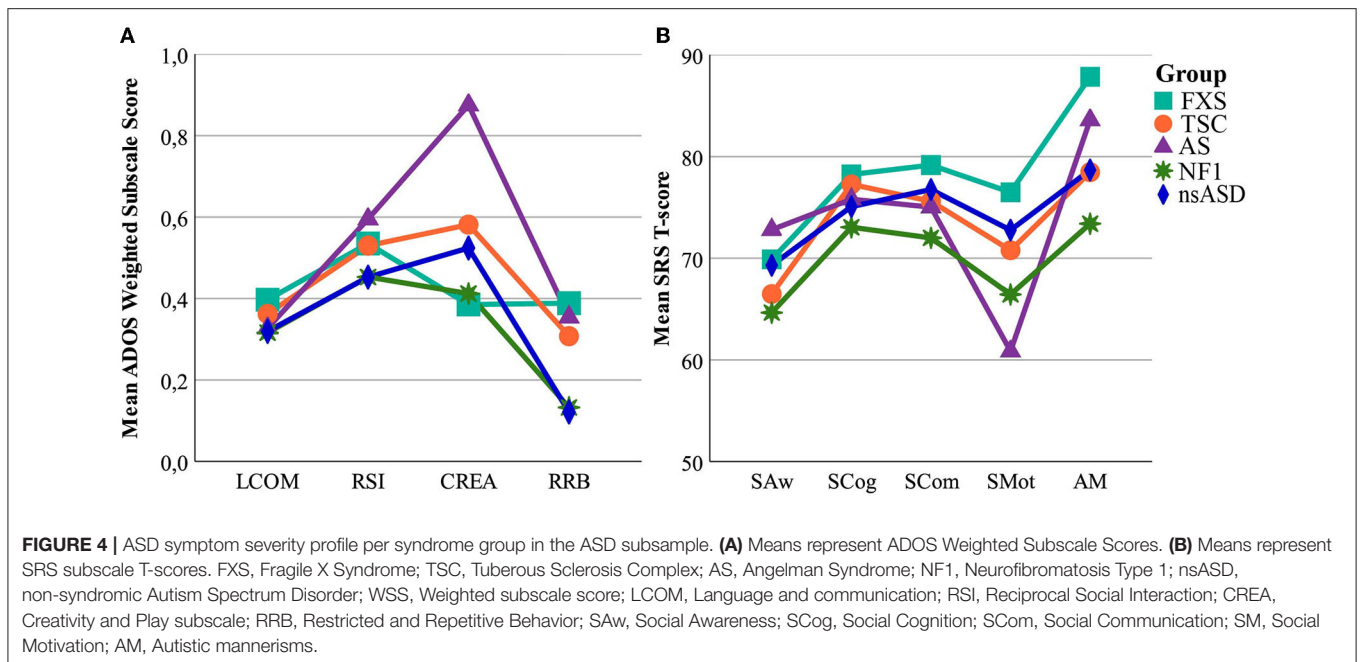 A
Mean ADOS Weighted Subscale Score
1,0
0,8
0,6
0,4
0,2
0,0
LCOM RSI CREA RRB
B
Mean SRS T-score
90
80
70
60
50
SAw SCog SCom SMot AM
Group
FXS
TSC
AS
NF1
nsASD
FIGURE 4 | ASD symptom severity profile per syndrome group in the ASD subsample. (A) Means represent ADOS Weighted Subscale Scores. (B) Means represent
SRS subscale T-scores. FXS, Fragile X Syndrome; TSC, Tuberous Sclerosis Complex; AS, Angelman Syndrome; NF1, Neurofibromatosis Type 1; nsASD,
non-syndromic Autism Spectrum Disorder; WSS, Weighted subscale score; LCOM, Language and communication; RSI, Reciprocal Social Interaction; CREA,
Creativity and Play subscale; RRB, Restricted and Repetitive Behavior; SAw, Social Awareness; SCog, Social Cognition; SCom, Social Communication; SM, Social
Motivation; AM, Autistic mannerisms.